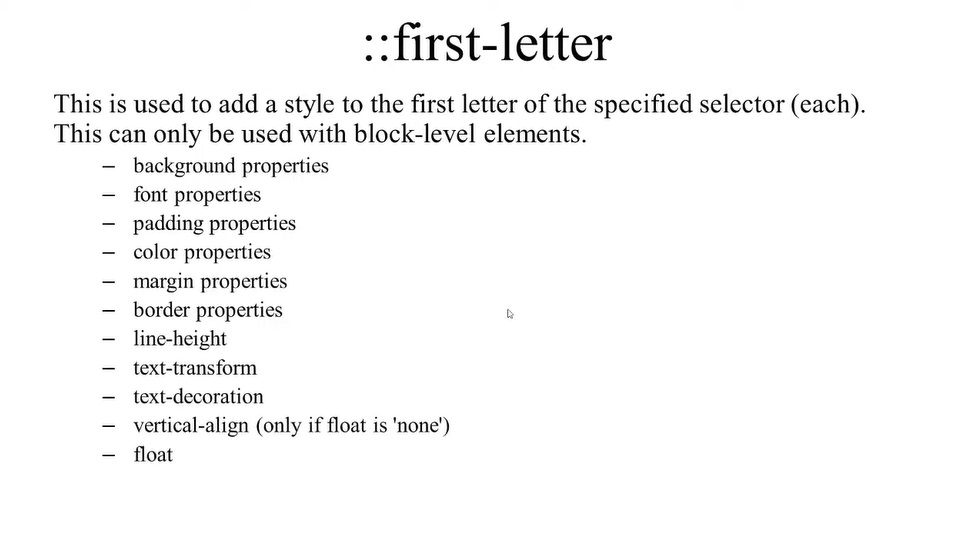 ::first-letter
This is used to add a style to the first letter of the specified selector (each).
This can only be used with block-level elements.
– background properties
– font properties
– padding properties
– color properties
– margin properties
– border properties
– line-height
– text-transform
– text-decoration
– vertical-align (only if float is 'none')
– float